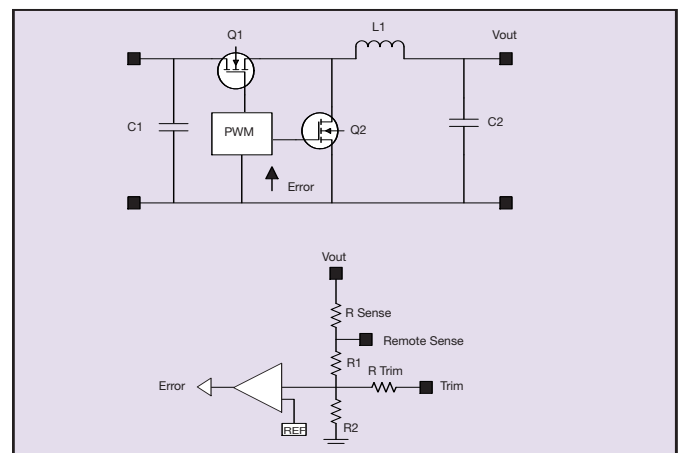 Q1
L1
Vout
C1
PWM
Q2
C2
Error
Vout
R Sense
Remote Sense
R1
R Trim
Error
Trim
REF
R2